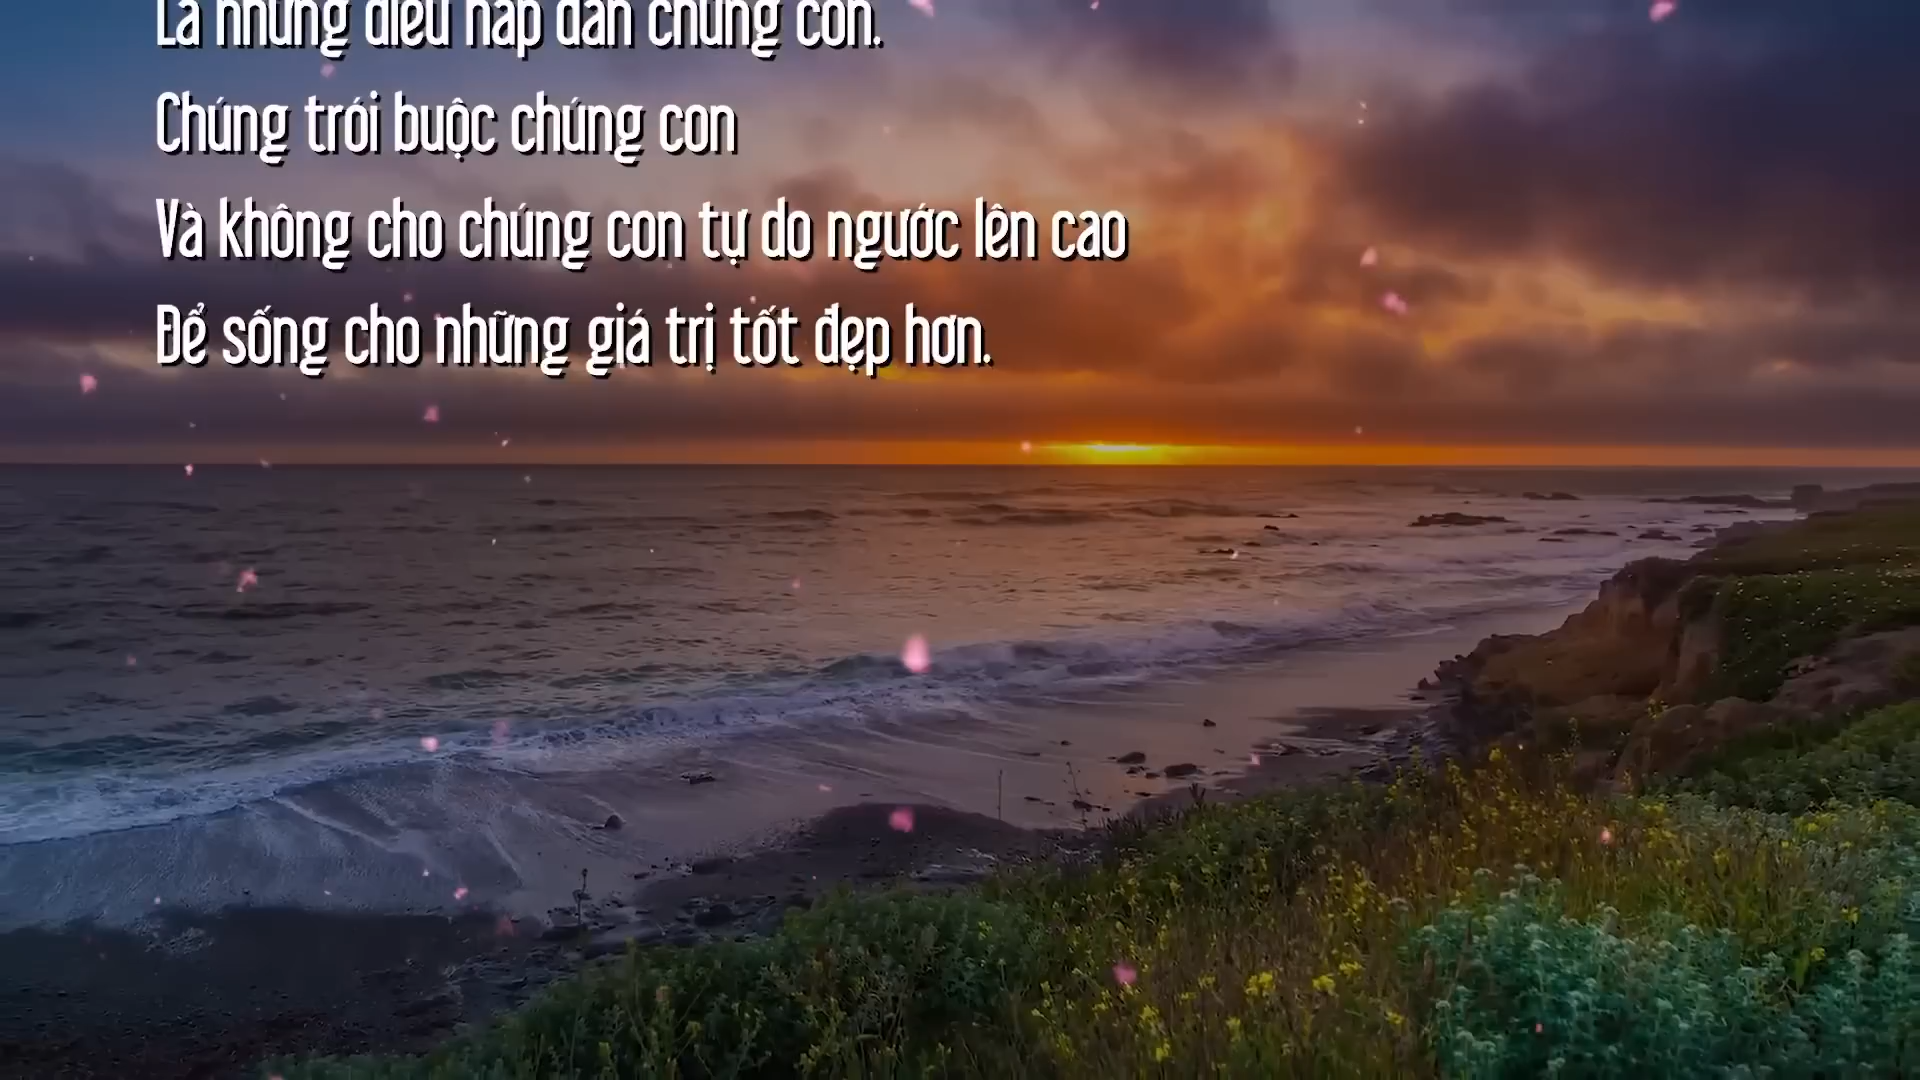 Là những điều hấp dẫn chúng con.
Chúng trói buộc chúng con
Và không cho chúng con tự do ngước lên cao
Để sống cho những giá trị tốt đẹp hơn.